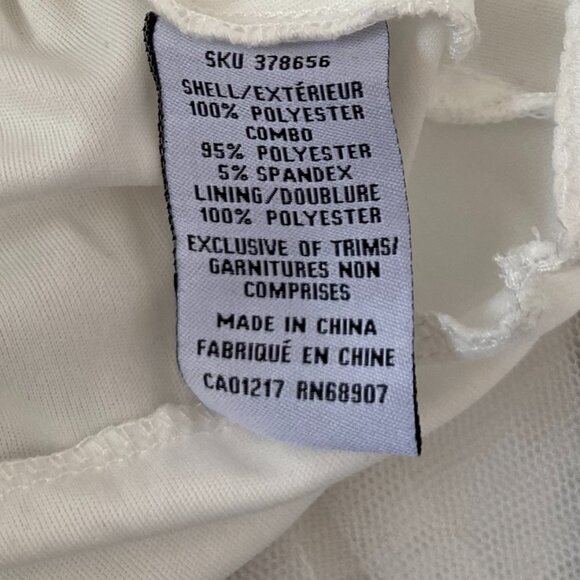 SKU 378656
SHELL/EXTÉRIEUR
100% POLYESTER
COMBO
95% POLYESTER
5% SPANDEX
LINING/DOUBLURE
100% POLYESTER
EXCLUSIVE OF TRIMS/
GARNITURES NON
COMPRISES
MADE IN CHINA
FABRIQUÉ EN CHINE
CA01217 RN68907